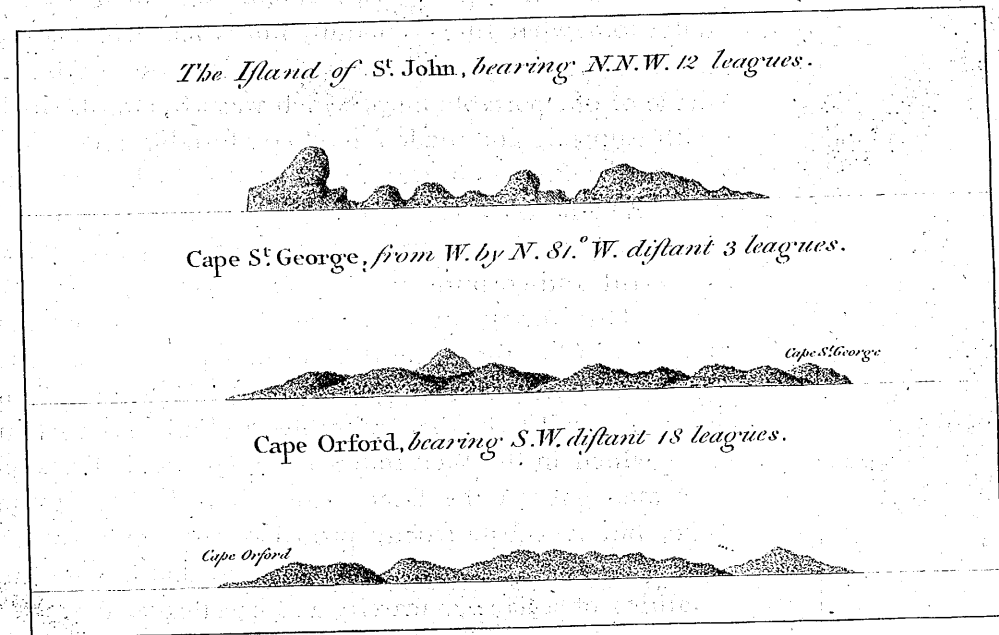 The Iſland of Sᵗ. John, bearing N.N.W. 12 leagues.
Cape Sᵗ. George, from W. by N. 81.° W. diſtant 3 leagues.
Cape Sᵗ. George
Cape Orford, bearing S.W. diſtant 18 leagues.
Cape Orford